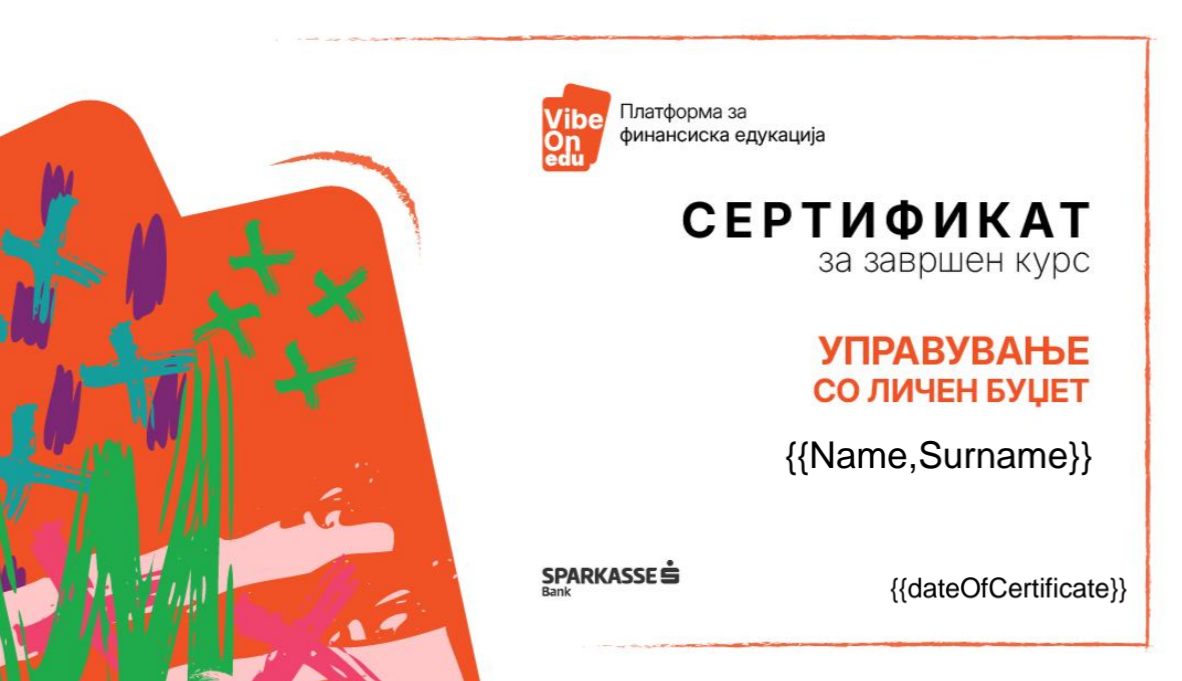 Vibe
On
edu
Платформа за
финансиска едукација
СЕРТИФИКАТ
за завршен курс
УПРАВУВАЊЕ
СО ЛИЧЕН БУЏЕТ
{{Name,Surname}}
SPARKASSE
Bank
{{dateOfCertificate}}